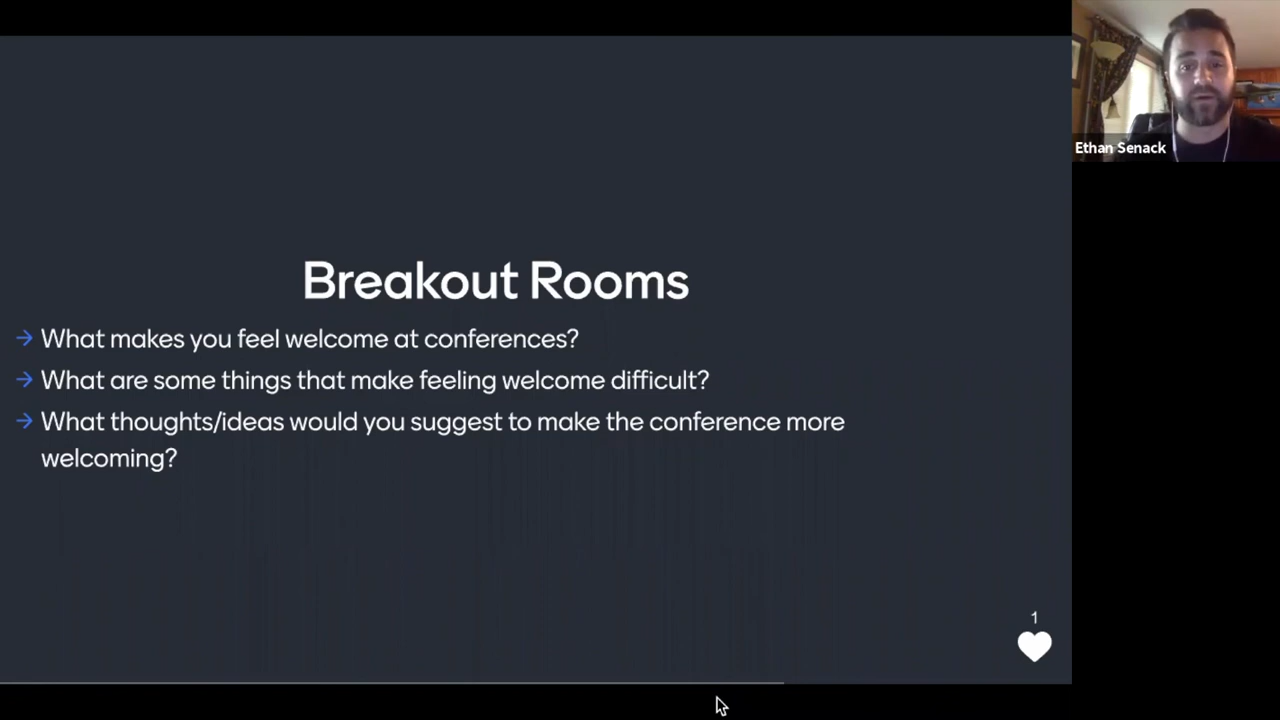 Ethan Senack
Breakout Rooms
→ What makes you feel welcome at conferences?
→ What are some things that make feeling welcome difficult?
→ What thoughts/ideas would you suggest to make the conference more
welcoming?
1